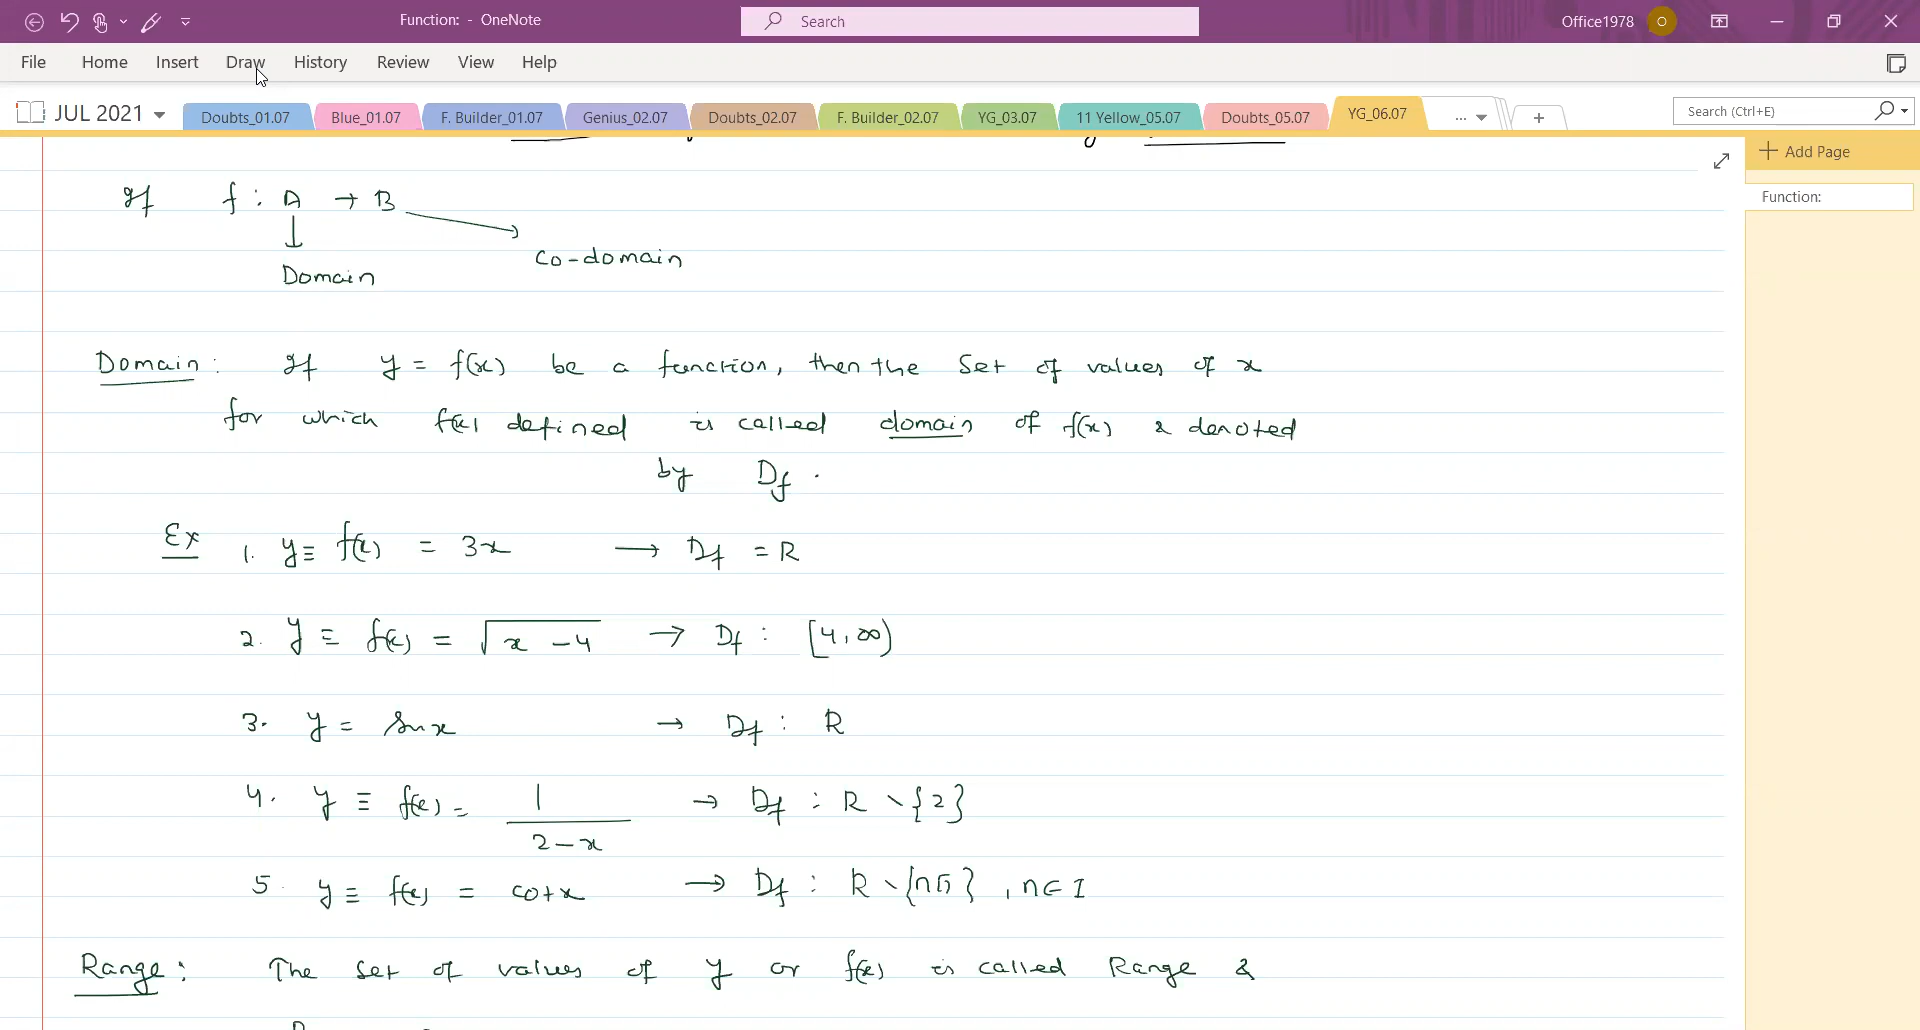 Function: - OneNote
Search
Office1978
O
File Home Insert Draw History Review View Help
JUL 2021
Doubts_01.07 Blue_01.07 F. Builder_01.07 Genius_02.07 Doubts_02.07 F. Builder_02.07 YG_03.07 11 Yellow_05.07 Doubts_05.07 YG_06.07 ... +
Search (Ctrl+E)
+ Add Page
Function:
If f : A → B
Co-domain
Domain
Domain : If y = f(x) be a function, then the set of values of x
for which f(x) defined is called domain of f(x) & denoted
by Df .
Ex 1. y ≡ f(x) = 3x → Df = R
2. y ≡ f(x) = √x - 4 → Df : [4, ∞)
3. y = sin x → Df : R
4. y ≡ f(x) = 1/(2-x) → Df : R \ {2}
5. y ≡ f(x) = cot x → Df : R \ {nπ} , n ∈ I
Range : The set of values of y or f(x) is called Range &